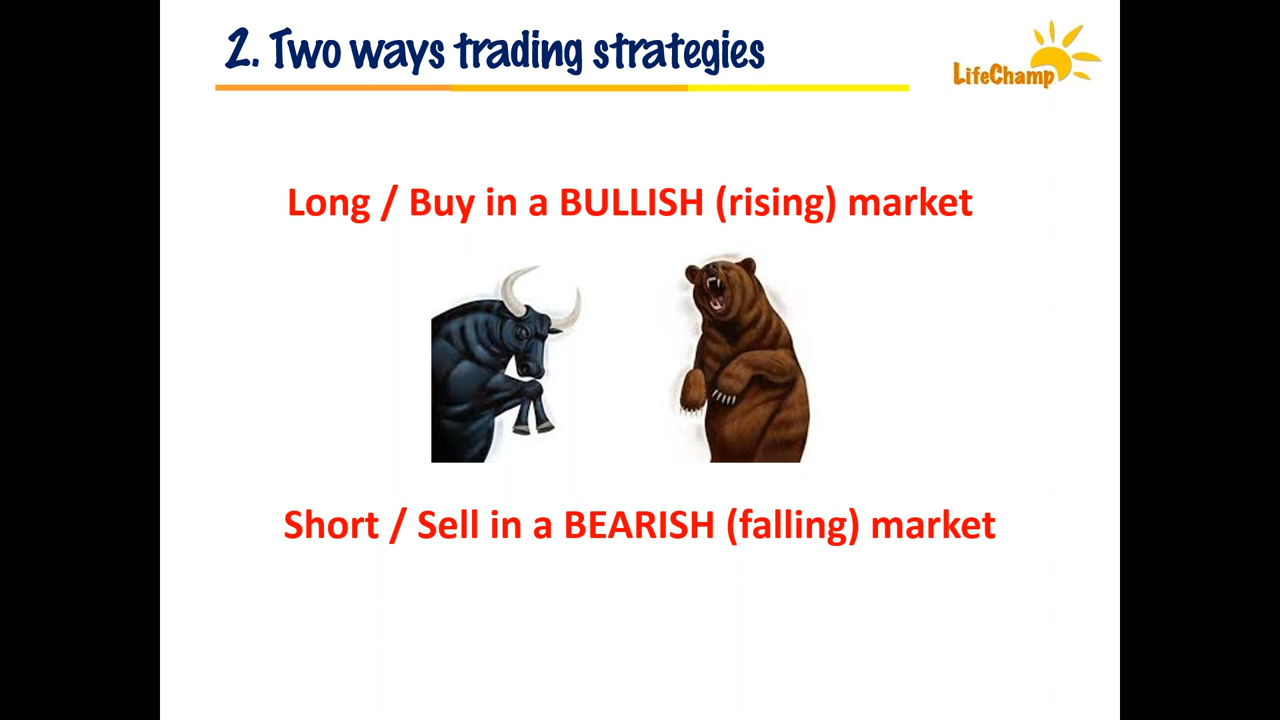 2. Two ways trading strategies
LifeChamp
Long / Buy in a BULLISH (rising) market
Short / Sell in a BEARISH (falling) market